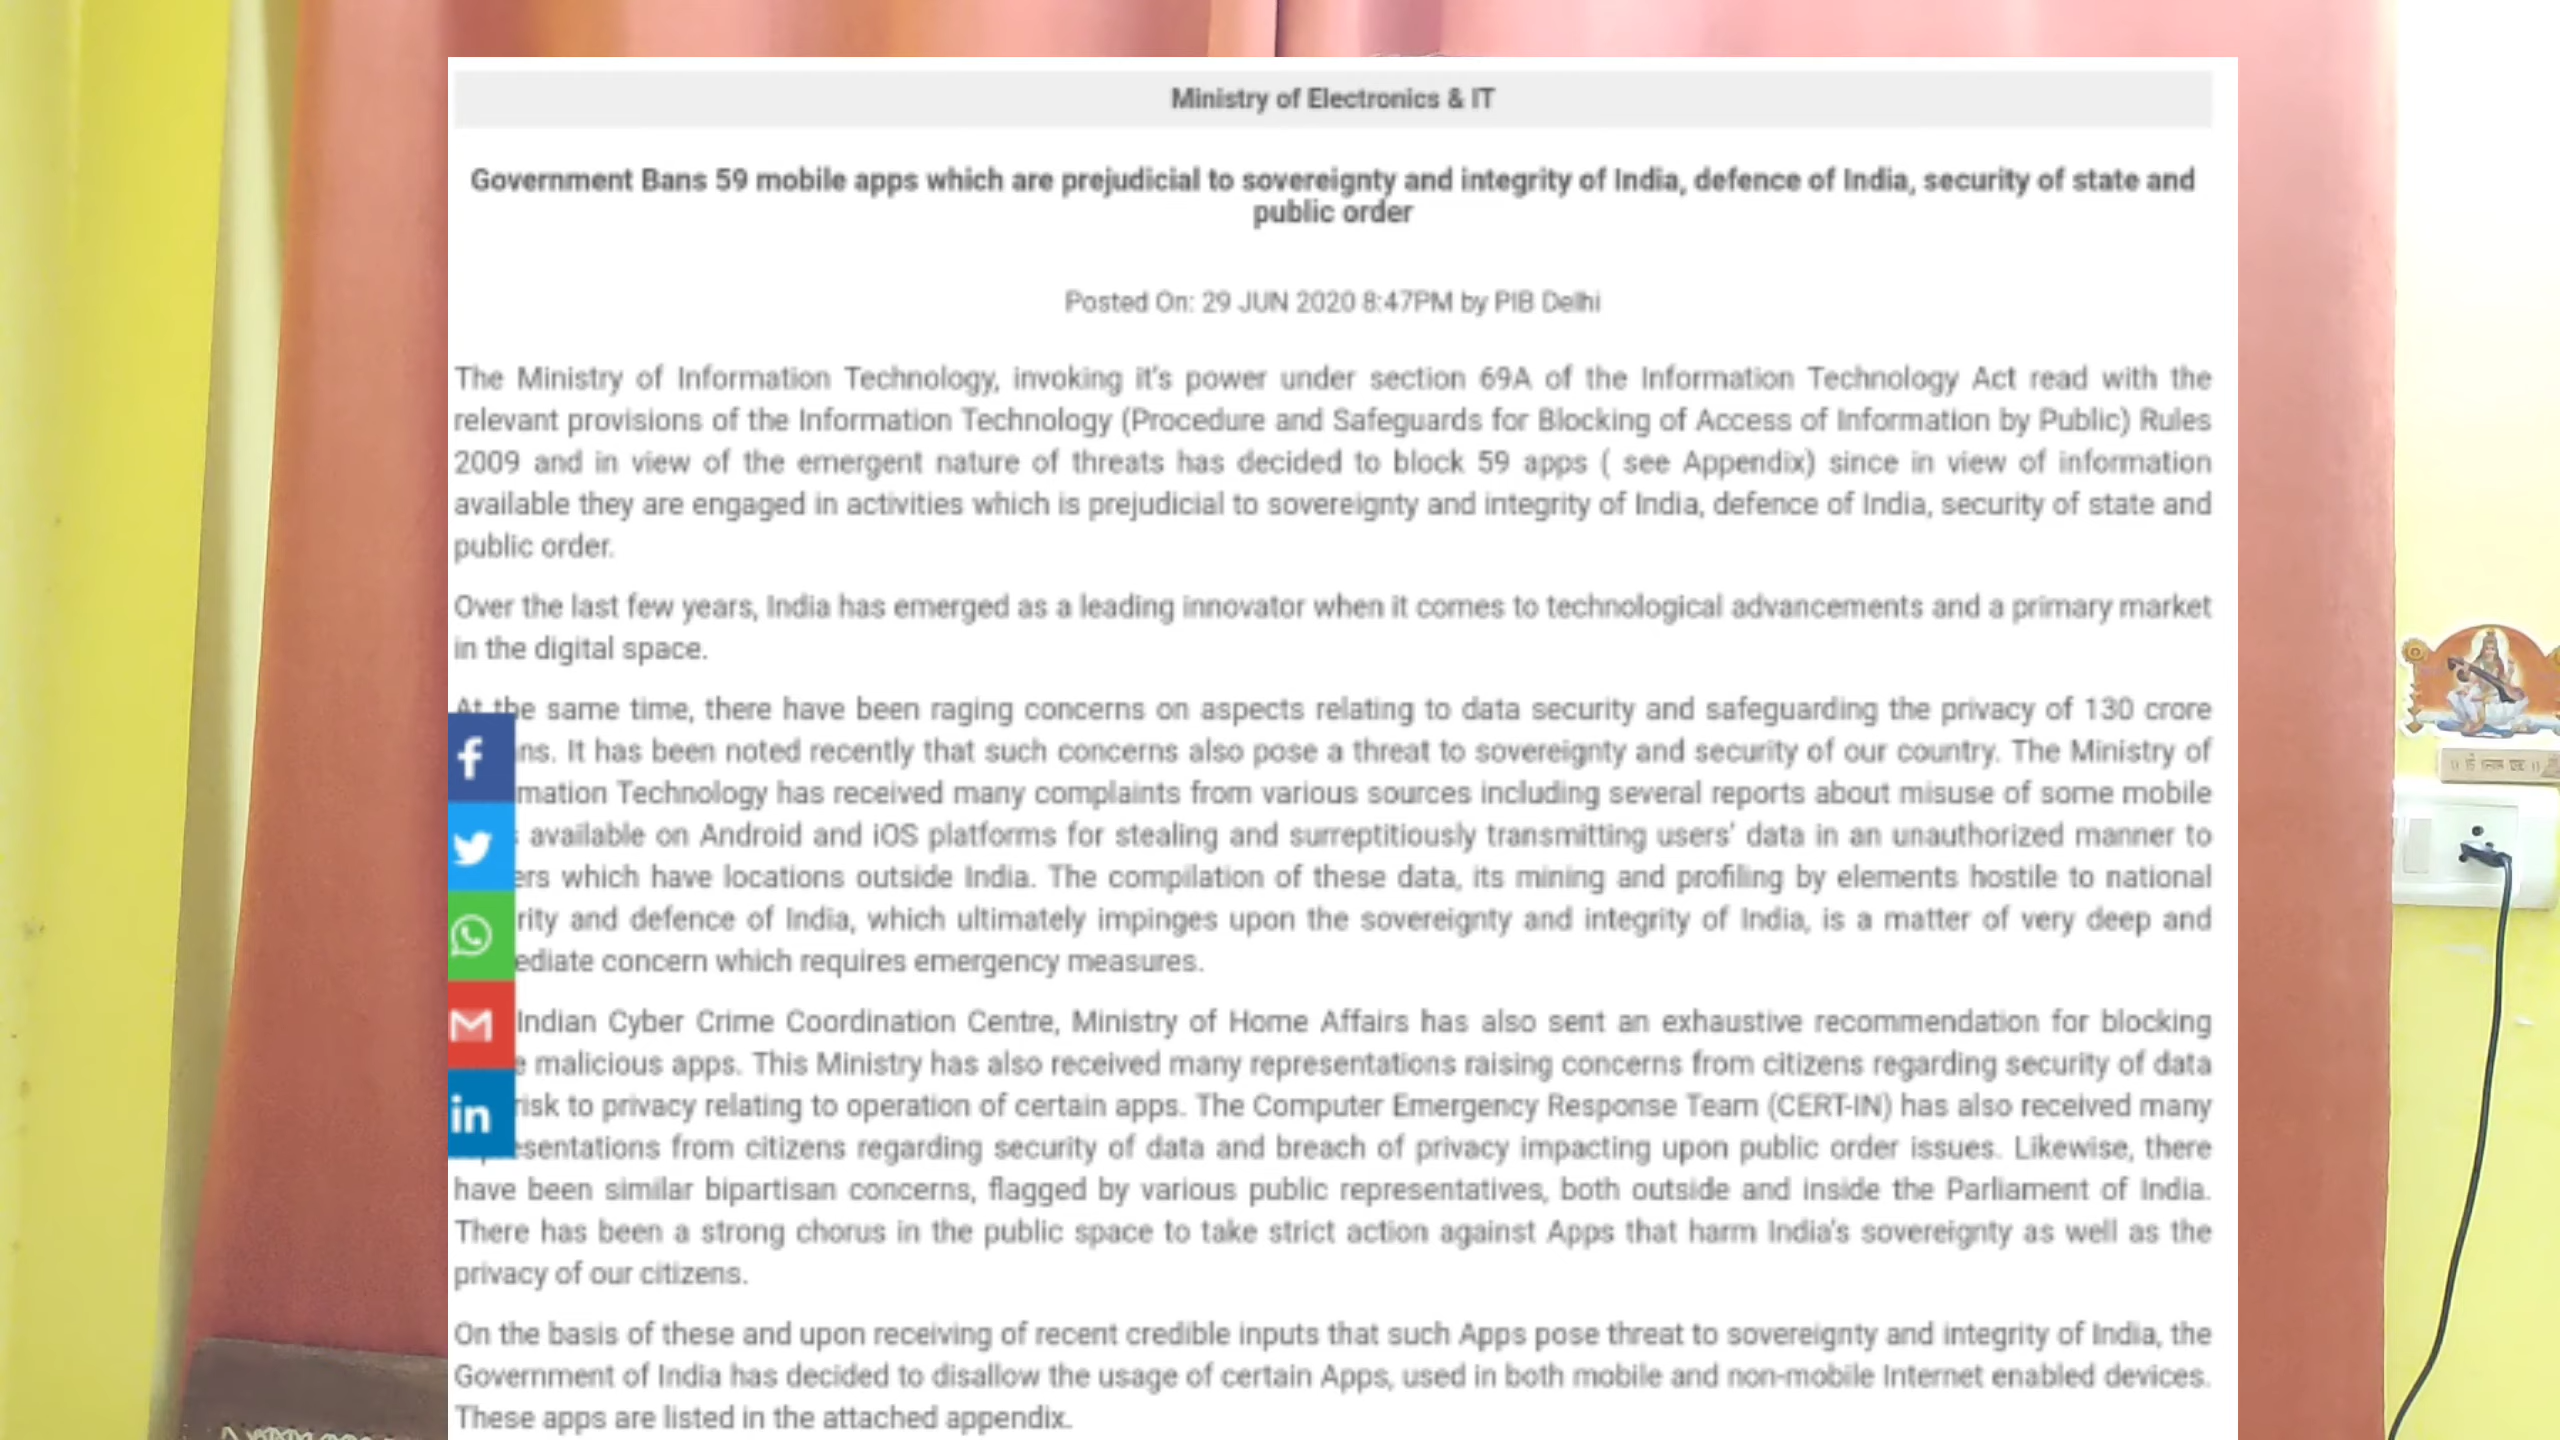 Ministry of Electronics & IT
Government Bans 59 mobile apps which are prejudicial to sovereignty and integrity of India, defence of India, security of state and
public order
Posted On: 29 JUN 2020 8:47PM by PIB Delhi
The Ministry of Information Technology, invoking it's power under section 69A of the Information Technology Act read with the
relevant provisions of the Information Technology (Procedure and Safeguards for Blocking of Access of Information by Public) Rules
2009 and in view of the emergent nature of threats has decided to block 59 apps ( see Appendix) since in view of information
available they are engaged in activities which is prejudicial to sovereignty and integrity of India, defence of India, security of state and
public order.
Over the last few years, India has emerged as a leading innovator when it comes to technological advancements and a primary market
in the digital space.
At the same time, there have been raging concerns on aspects relating to data security and safeguarding the privacy of 130 crore
ns. It has been noted recently that such concerns also pose a threat to sovereignty and security of our country. The Ministry of
mation Technology has received many complaints from various sources including several reports about misuse of some mobile
available on Android and iOS platforms for stealing and surreptitiously transmitting users' data in an unauthorized manner to
ers which have locations outside India. The compilation of these data, its mining and profiling by elements hostile to national
rity and defence of India, which ultimately impinges upon the sovereignty and integrity of India, is a matter of very deep and
ediate concern which requires emergency measures.
Indian Cyber Crime Coordination Centre, Ministry of Home Affairs has also sent an exhaustive recommendation for blocking
e malicious apps. This Ministry has also received many representations raising concerns from citizens regarding security of data
risk to privacy relating to operation of certain apps. The Computer Emergency Response Team (CERT-IN) has also received many
esentations from citizens regarding security of data and breach of privacy impacting upon public order issues. Likewise, there
have been similar bipartisan concerns, flagged by various public representatives, both outside and inside the Parliament of India.
There has been a strong chorus in the public space to take strict action against Apps that harm India's sovereignty as well as the
privacy of our citizens.
On the basis of these and upon receiving of recent credible inputs that such Apps pose threat to sovereignty and integrity of India, the
Government of India has decided to disallow the usage of certain Apps, used in both mobile and non-mobile Internet enabled devices.
These apps are listed in the attached appendix.